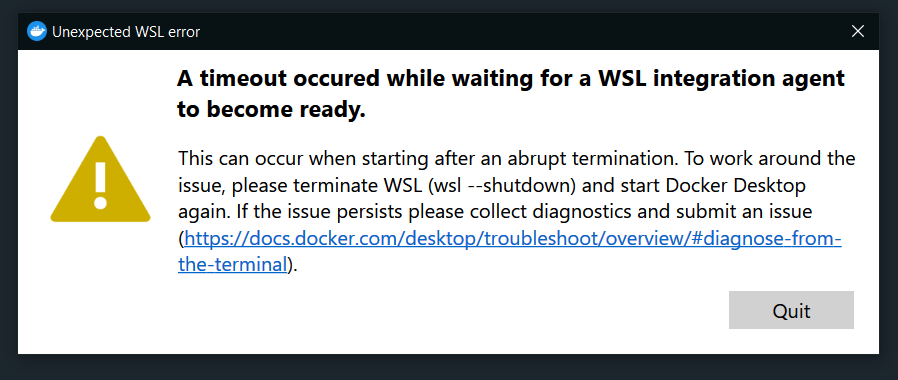 Unexpected WSL error
A timeout occured while waiting for a WSL integration agent
to become ready.
This can occur when starting after an abrupt termination. To work around the
issue, please terminate WSL (wsl --shutdown) and start Docker Desktop
again. If the issue persists please collect diagnostics and submit an issue
(https://docs.docker.com/desktop/troubleshoot/overview/#diagnose-from-
the-terminal).
Quit